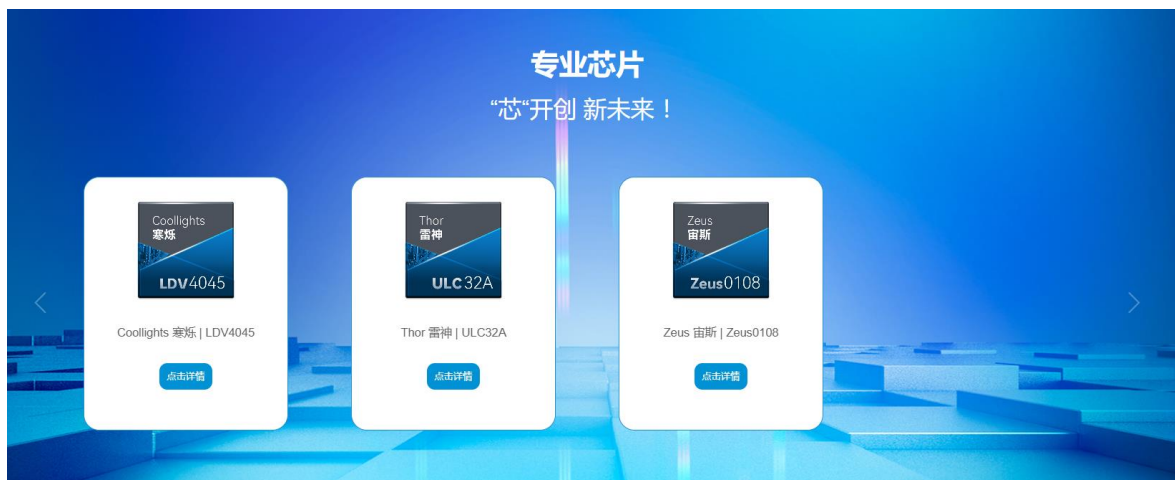 专业芯片
“芯“开创 新未来！
Coollights
寒烁
LDV4045
Coollights 寒烁 | LDV4045
点击详情
Thor
雷神
ULC32A
Thor 雷神 | ULC32A
点击详情
Zeus
宙斯
Zeus0108
Zeus 宙斯 | Zeus0108
点击详情